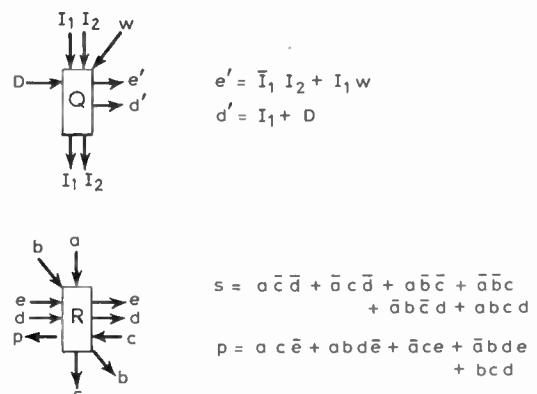 I₁ I₂ w
D Q e′
d′
I₁ I₂
e′ = Ī₁ I₂ + I₁ w
d′ = I₁ + D
b a
e R e
d d
p c
b
s = a c̄ d̄ + ā c d̄ + a b̄ c̄ + ā b̄ c
+ ā b c̄ d + a b c d
p = a c ē + a b d ē + ā c e + ā b d e
+ b c d